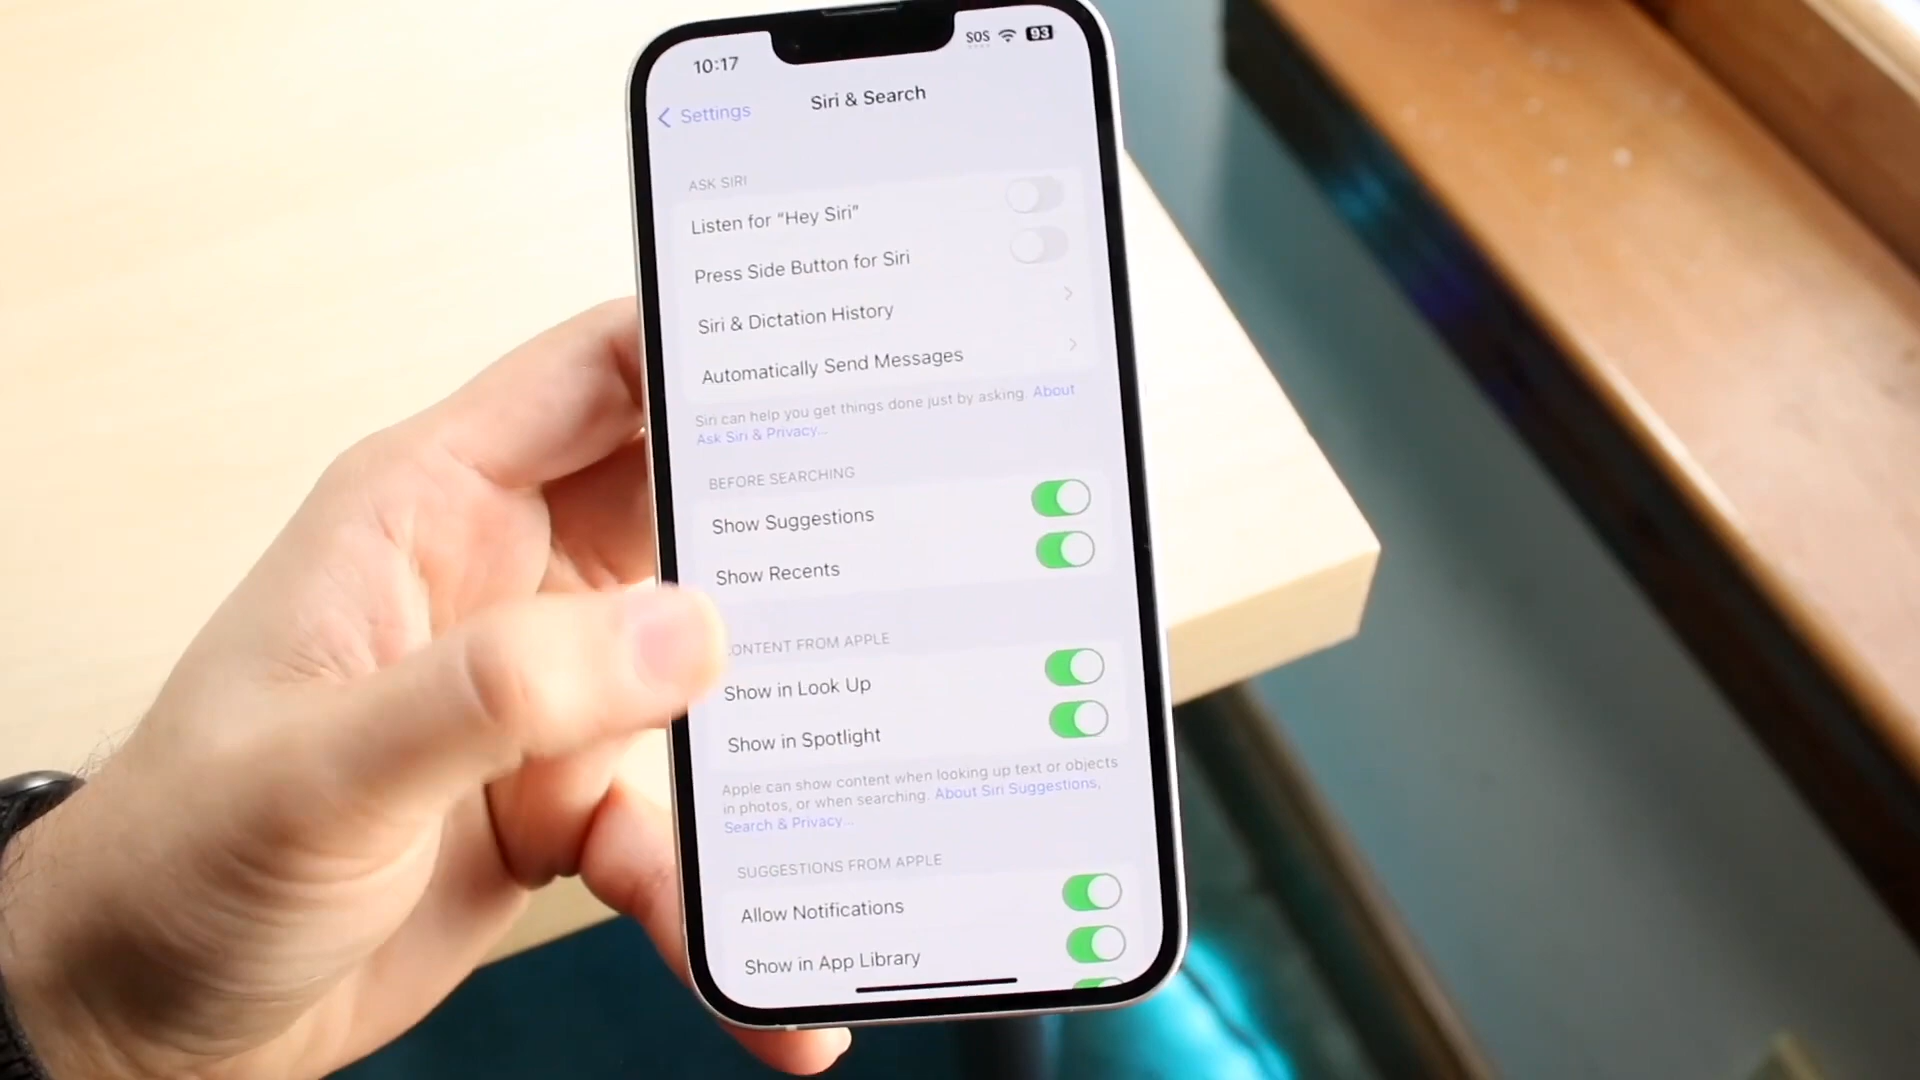 10:17
SOS 93
Settings
Siri & Search
ASK SIRI
Listen for “Hey Siri”
Press Side Button for Siri
Siri & Dictation History
Automatically Send Messages
Siri can help you get things done just by asking. About
Ask Siri & Privacy...
BEFORE SEARCHING
Show Suggestions
Show Recents
ONTENT FROM APPLE
Show in Look Up
Show in Spotlight
Apple can show content when looking up text or objects
in photos, or when searching. About Siri Suggestions,
Search & Privacy...
SUGGESTIONS FROM APPLE
Allow Notifications
Show in App Library